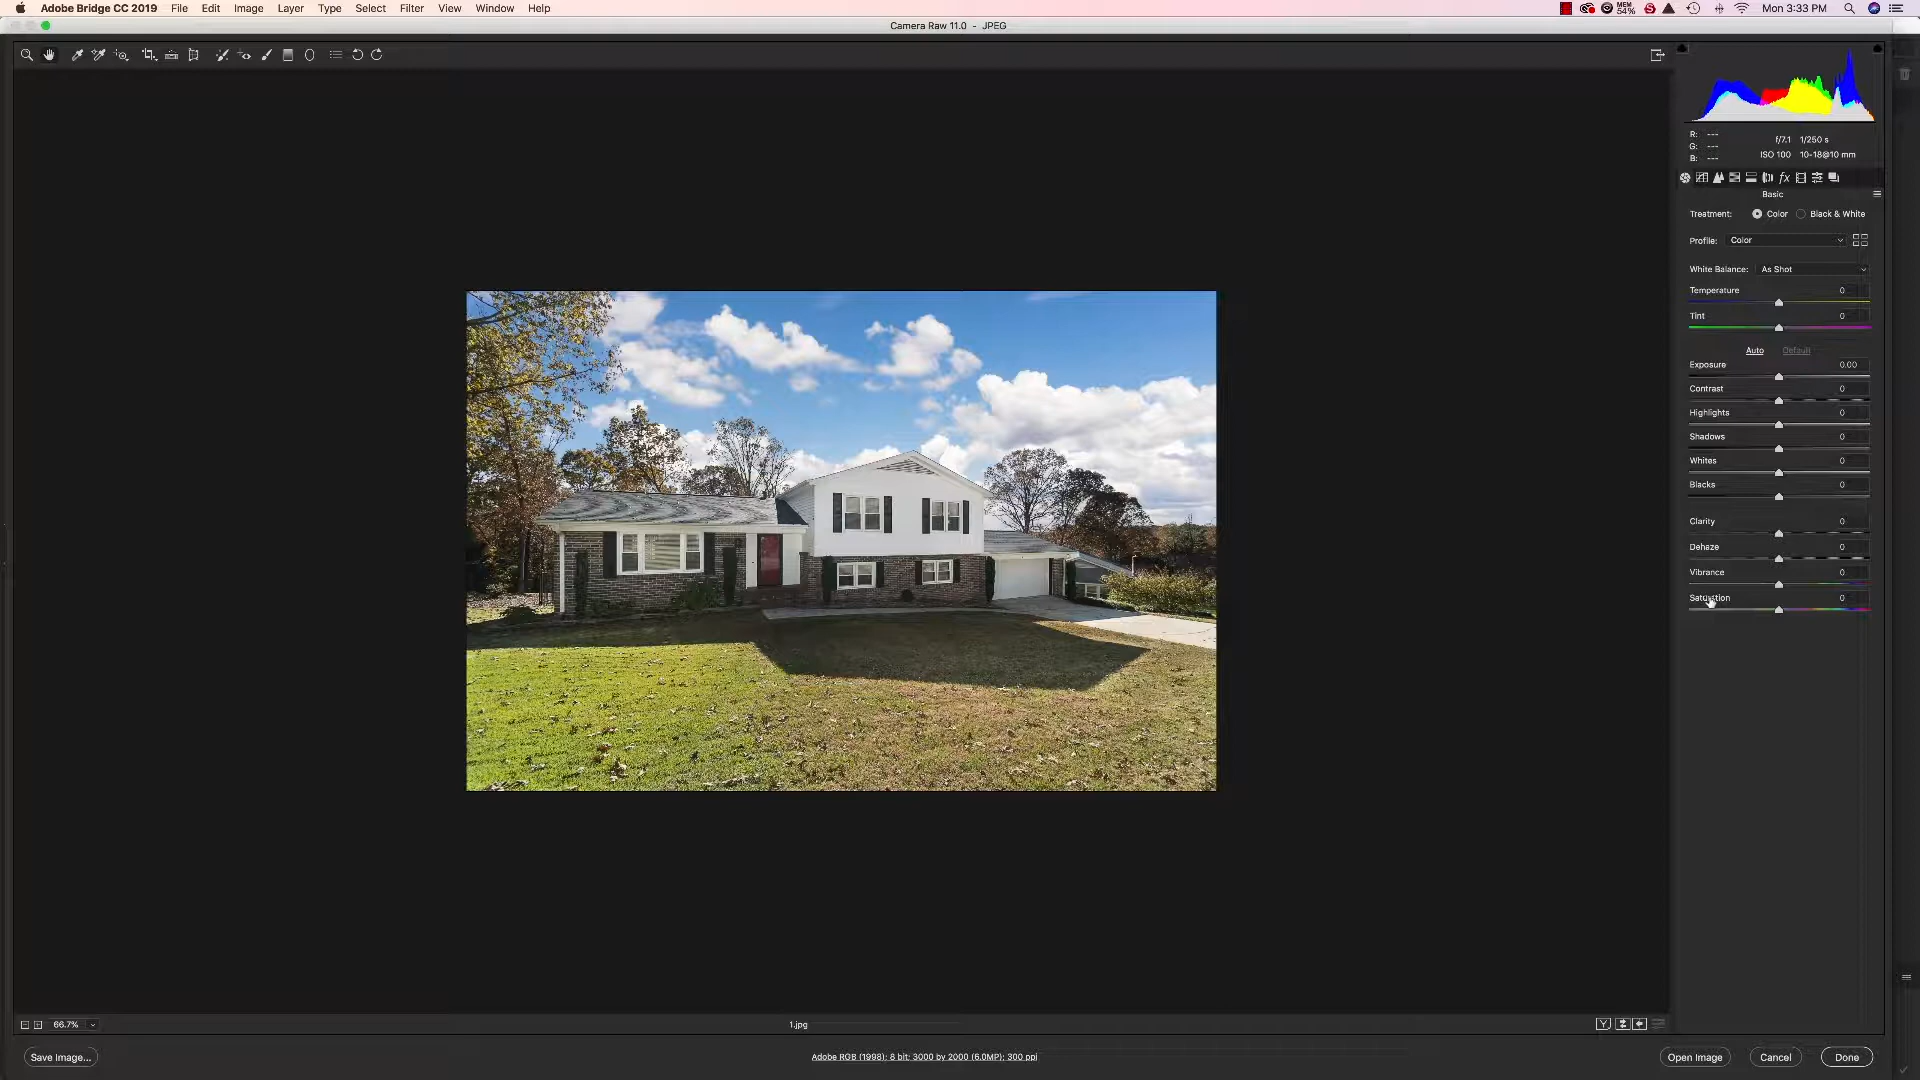 Adobe Bridge CC 2019 File Edit Image Layer Type Select Filter View Window Help MEM 54% Mon 3:33 PM
Camera Raw 11.0 - JPEG
R: ---
G: ---
B: ---
f/7.1 1/250 s
ISO 100 10-18@10 mm
fx
Basic
Treatment: Color Black & White
Profile: Color
White Balance: As Shot
Temperature 0
Tint 0
Auto Default
Exposure 0.00
Contrast 0
Highlights 0
Shadows 0
Whites 0
Blacks 0
Clarity 0
Dehaze 0
Vibrance 0
Saturation 0
66.7% 1.jpg Y
Save Image... Adobe RGB (1998); 8 bit; 3000 by 2000 (6.0MP); 300 ppi Open Image Cancel Done